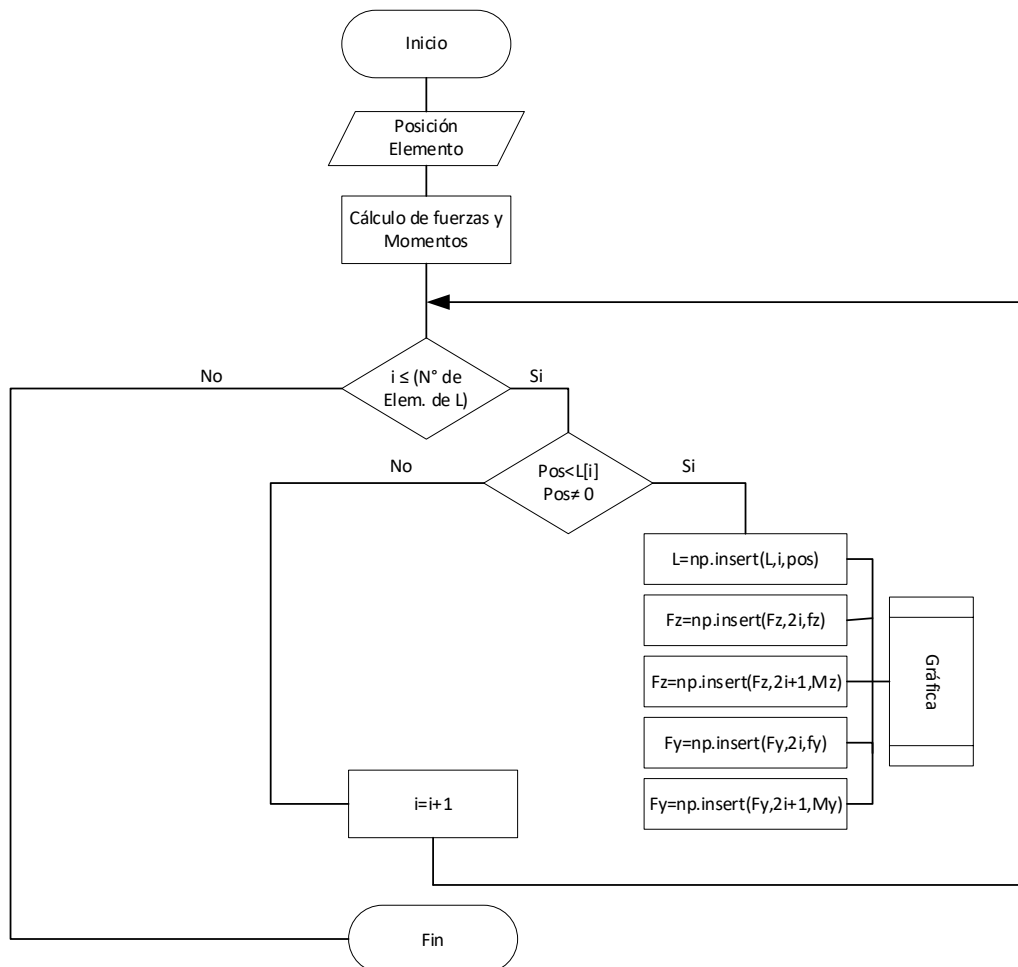 Inicio
Posición
Elemento
Cálculo de fuerzas y
Momentos
No
i ≤ (N° de
Elem. de L)
Si
No
Pos<L[i]
Pos≠ 0
Si
L=np.insert(L,i,pos)
Fz=np.insert(Fz,2i,fz)
Fz=np.insert(Fz,2i+1,Mz)
Fy=np.insert(Fy,2i,fy)
Fy=np.insert(Fy,2i+1,My)
Gráfica
i=i+1
Fin